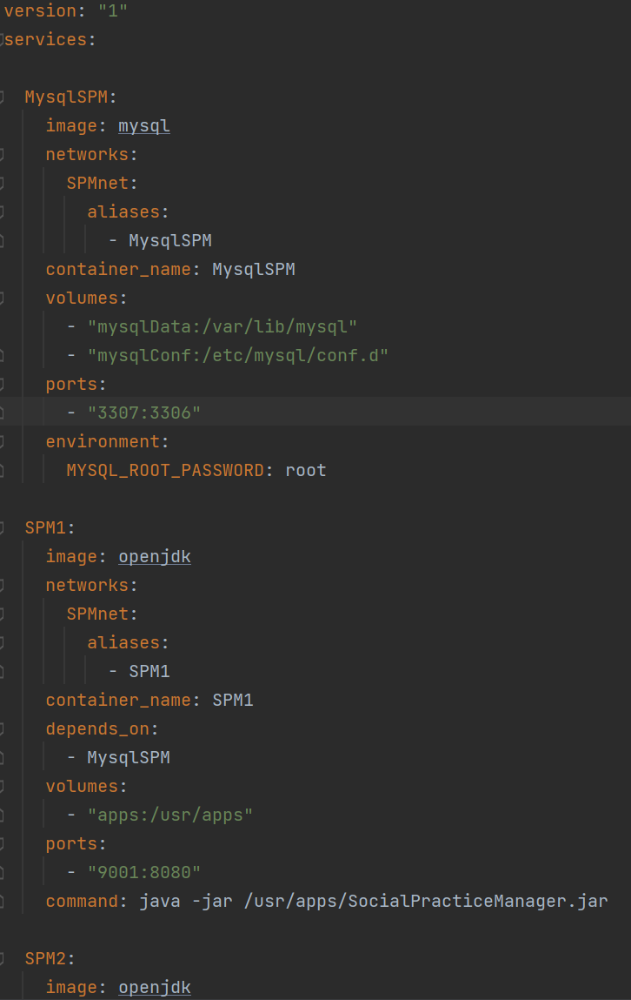 version: "1"
services:
  MysqlSPM:
    image: mysql
    networks:
      SPMnet:
        aliases:
          - MysqlSPM
    container_name: MysqlSPM
    volumes:
      - "mysqlData:/var/lib/mysql"
      - "mysqlConf:/etc/mysql/conf.d"
    ports:
      - "3307:3306"
    environment:
      MYSQL_ROOT_PASSWORD: root
  SPM1:
    image: openjdk
    networks:
      SPMnet:
        aliases:
          - SPM1
    container_name: SPM1
    depends_on:
      - MysqlSPM
    volumes:
      - "apps:/usr/apps"
    ports:
      - "9001:8080"
    command: java -jar /usr/apps/SocialPracticeManager.jar
  SPM2:
    image: openjdk